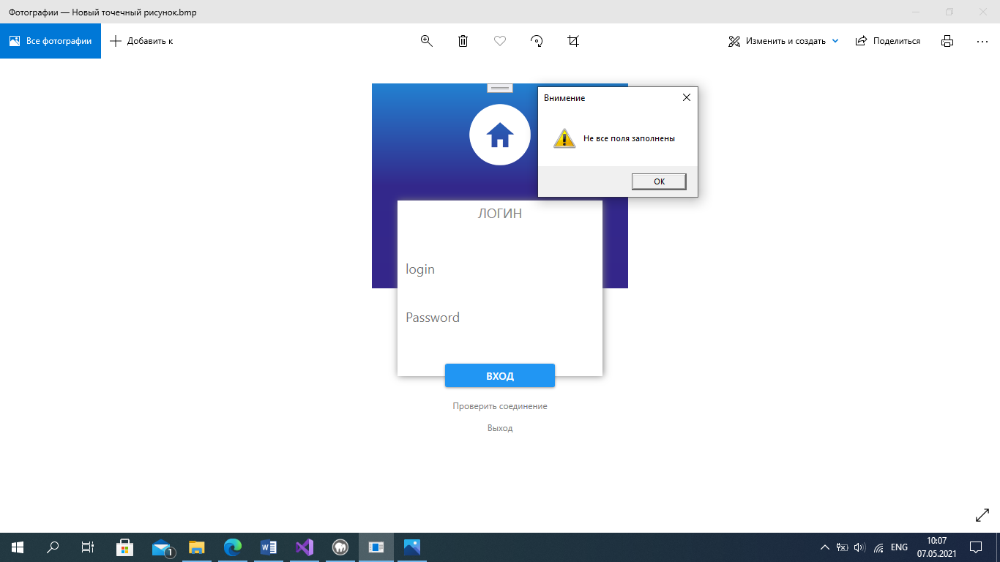 Фотографии — Новый точечный рисунок.bmp
Все фотографии
Добавить к
Изменить и создать
Поделиться
Внимение
Не все поля заполнены
ОК
ЛОГИН
login
Password
ВХОД
Проверить соединение
Выход
1
ENG
10:07
07.05.2021